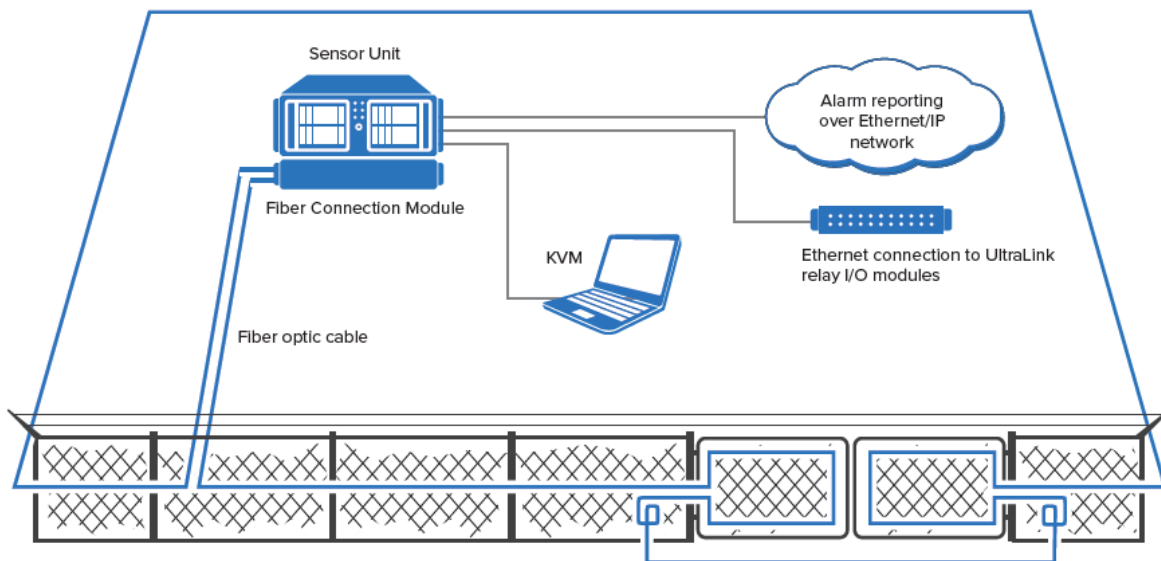 Sensor Unit
Alarm reporting
over Ethernet/IP
network
Fiber Connection Module
KVM
Ethernet connection to UltraLink
relay I/O modules
Fiber optic cable